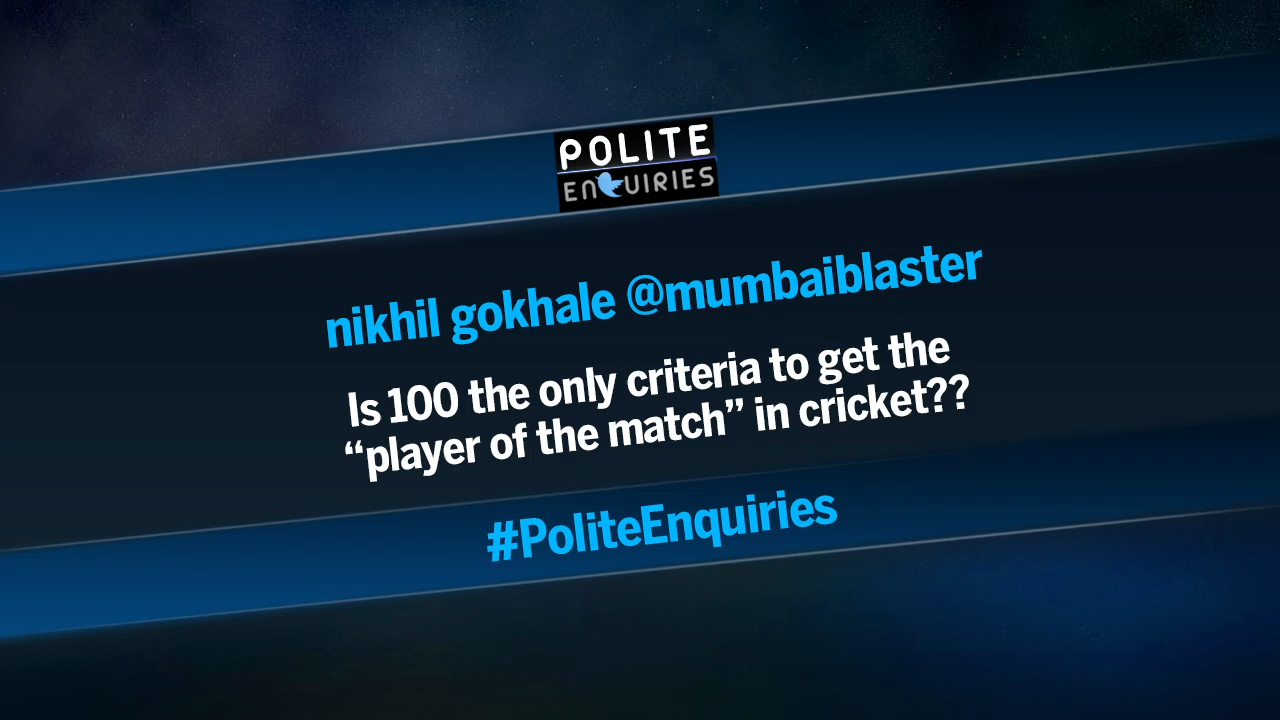 POLITE
ENQUIRIES
nikhil gokhale @mumbaiblaster
Is 100 the only criteria to get the
“player of the match” in cricket??
#PoliteEnquiries